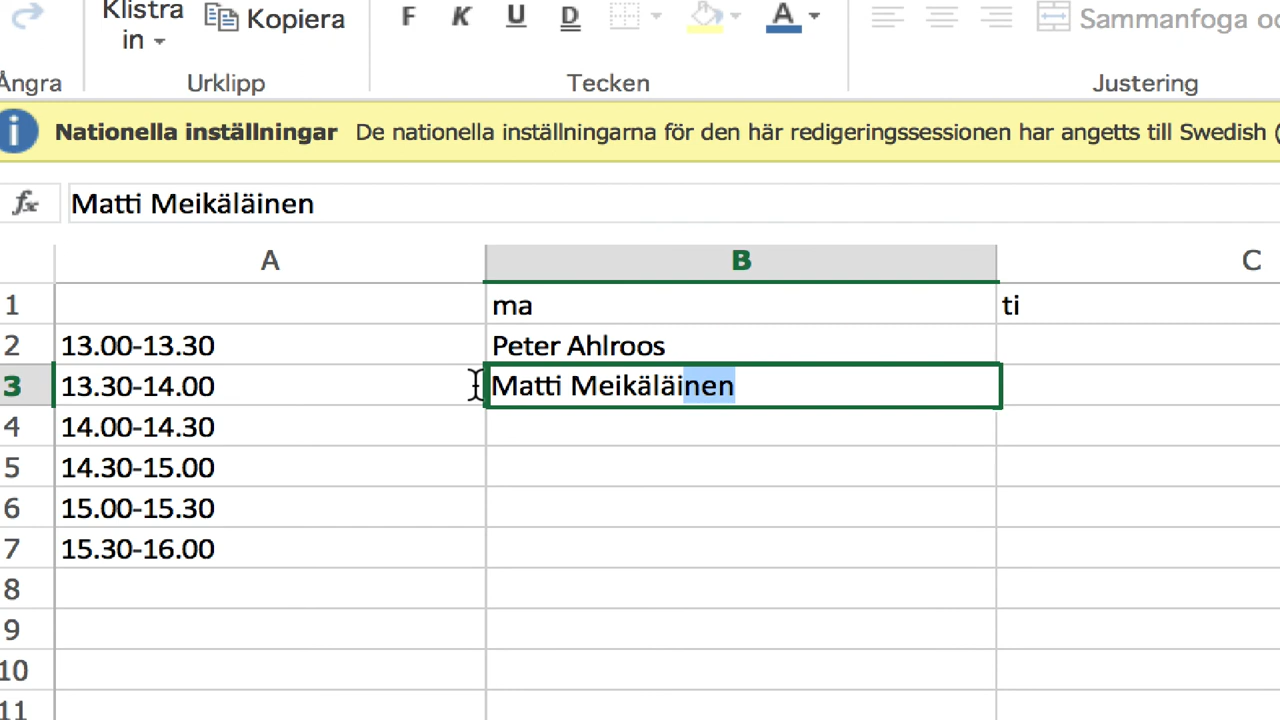 Klistra
in
Kopiera
F K U D A
Sammanfoga oc
Ångra
Urklipp
Tecken
Justering
i Nationella inställningar De nationella inställningarna för den här redigeringssessionen har angetts till Swedish (
fx Matti Meikäläinen
A B C
1 ma ti
2 13.00-13.30 Peter Ahlroos
3 13.30-14.00 Matti Meikäläinen
4 14.00-14.30
5 14.30-15.00
6 15.00-15.30
7 15.30-16.00
8
9
10
11